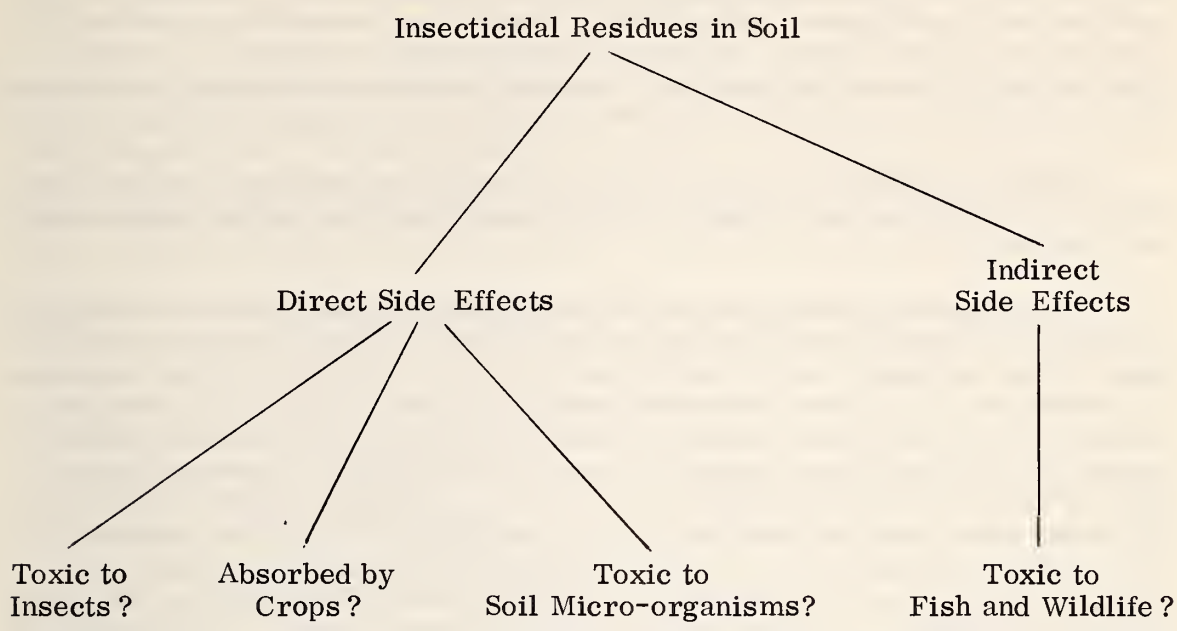 Insecticidal Residues in Soil
Direct Side Effects
Indirect
Side Effects
Toxic to
Insects ?
Absorbed by
Crops ?
Toxic to
Soil Micro-organisms?
Toxic to
Fish and Wildlife ?